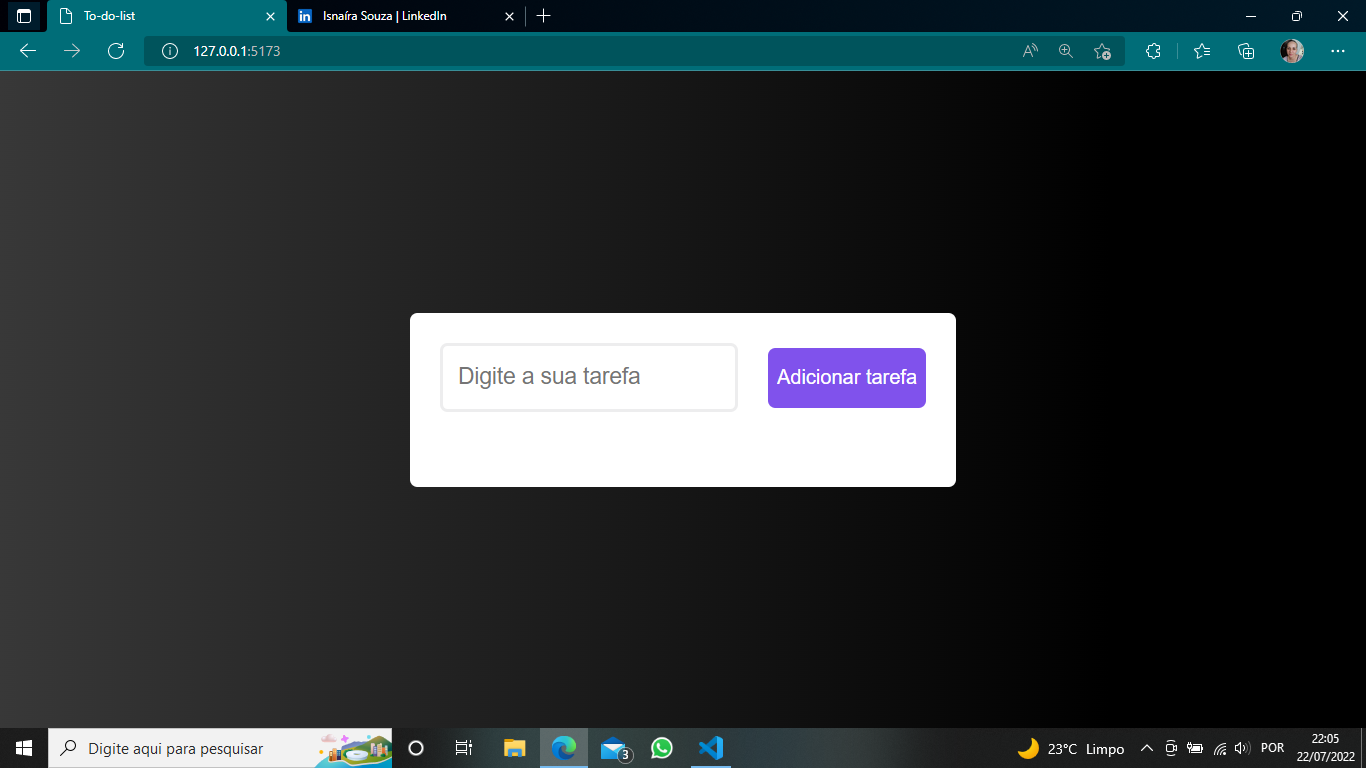 To-do-list
Isnaíra Souza | LinkedIn
127.0.0.1:5173
Digite a sua tarefa
Adicionar tarefa
Digite aqui para pesquisar
3
23°C Limpo
POR
22:05
22/07/2022